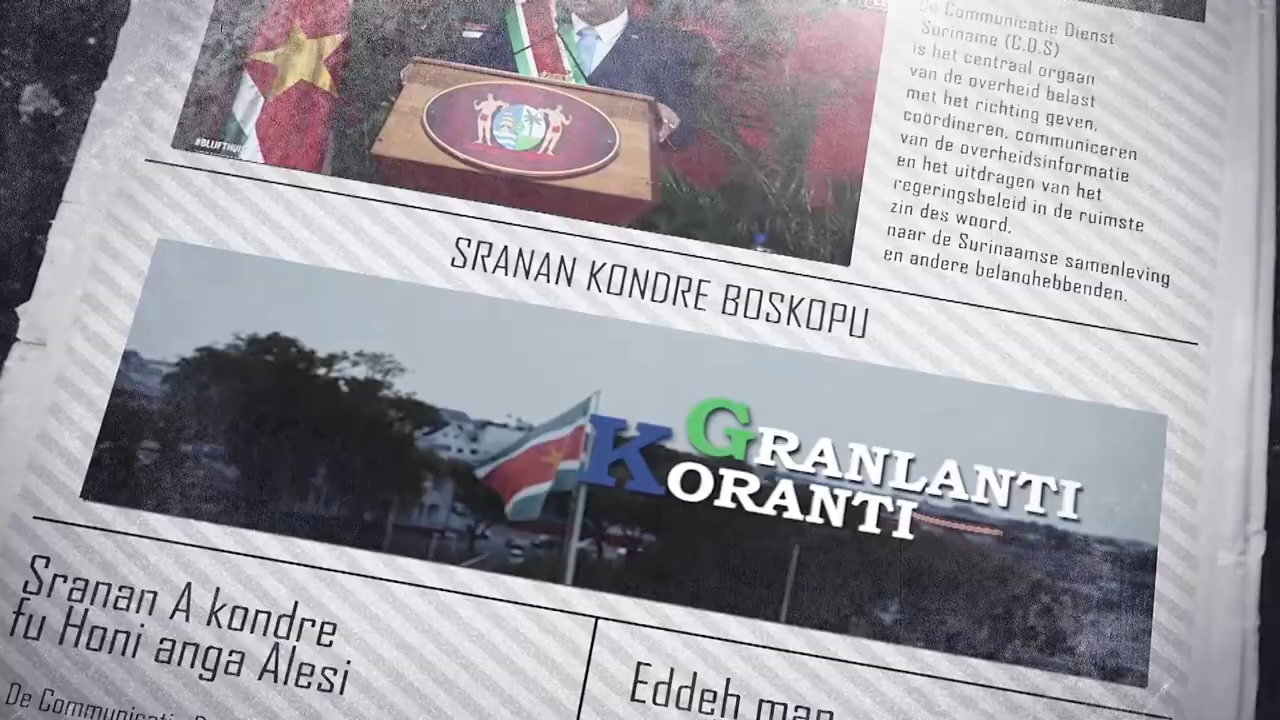 De Communicatie Dienst
Suriname (C.D.S)
is het centraal orgaan
van de overheid belast
met het richting geven,
coördineren, communiceren
van de overheidsinformatie
en het uitdragen van het
regeringsbeleid in de ruimste
zin des woord.
naar de Surinaamse samenleving
en andere belanghebbenden.
SRANAN KONDRE BOSKOPU
K GRANLANTI
KORANTI
Sranan A kondre
fu Honi anga Alesi
De
Eddeh man